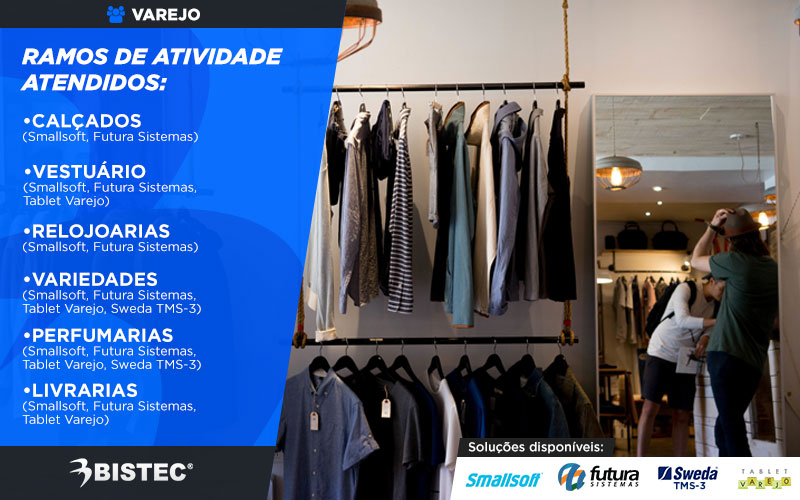 VAREJO
RAMOS DE ATIVIDADE
ATENDIDOS:
•CALÇADOS
(Smallsoft, Futura Sistemas)
•VESTUÁRIO
(Smallsoft, Futura Sistemas,
Tablet Varejo)
•RELOJOARIAS
(Smallsoft, Futura Sistemas)
•VARIEDADES
(Smallsoft, Futura Sistemas,
Tablet Varejo, Sweda TMS-3)
•PERFUMARIAS
(Smallsoft, Futura Sistemas,
Tablet Varejo, Sweda TMS-3)
•LIVRARIAS
(Smallsoft, Futura Sistemas,
Tablet Varejo)
BISTEC®
Soluções disponíveis:
Smallsoft
futura
SISTEMAS
Sweda
TMS-3
TABLET
VAREJO